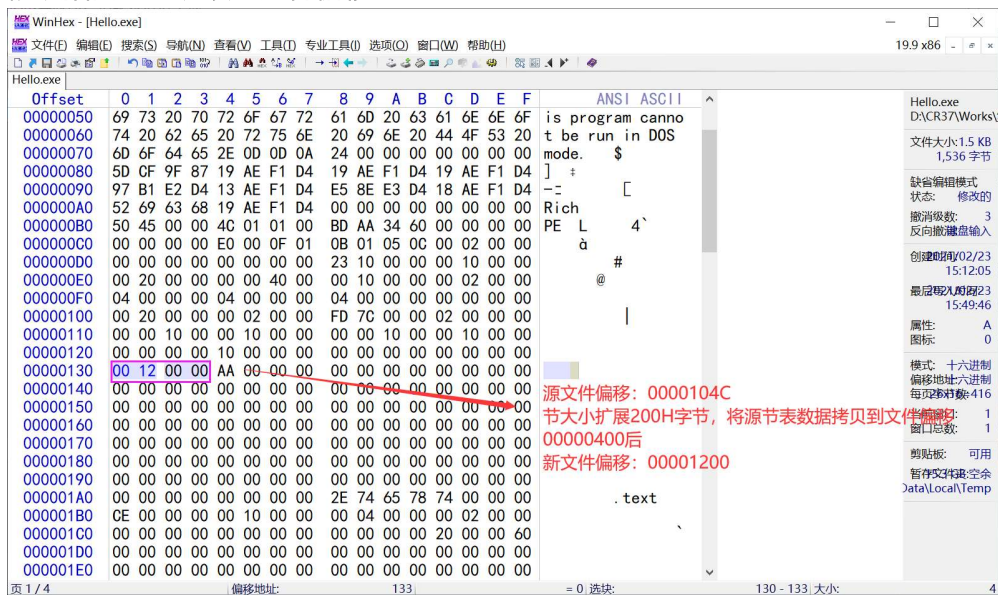 WinHex - [Hello.exe]
文件(F) 编辑(E) 搜索(S) 导航(N) 查看(V) 工具(T) 专业工具(I) 选项(O) 窗口(W) 帮助(H)
19.9 x86
Hello.exe
Offset 0 1 2 3 4 5 6 7 8 9 A B C D E F ANSI ASCII
00000050 69 73 20 70 72 6F 67 72 61 6D 20 63 61 6E 6E 6F is program canno
00000060 74 20 62 65 20 72 75 6E 20 69 6E 20 44 4F 53 20 t be run in DOS
00000070 6D 6F 64 65 2E 0D 0D 0A 24 00 00 00 00 00 00 00 mode. $
00000080 5D CF 9F 87 19 AE F1 D4 19 AE F1 D4 19 AE F1 D4 ] ‡
00000090 97 B1 E2 D4 13 AE F1 D4 E5 8E E3 D4 18 AE F1 D4
000000A0 52 69 63 68 19 AE F1 D4 00 00 00 00 00 00 00 00 Rich
000000B0 50 45 00 00 4C 01 01 00 BD AA 34 60 00 00 00 00 PE L 4`
000000C0 00 00 00 00 E0 00 0F 01 0B 01 05 0C 00 02 00 00 à
000000D0 00 00 00 00 00 00 00 00 23 10 00 00 00 10 00 00 #
000000E0 00 20 00 00 00 00 40 00 00 10 00 00 00 02 00 00 @
000000F0 04 00 00 00 04 00 00 00 04 00 00 00 00 00 00 00
00000100 00 20 00 00 00 02 00 00 FD 7C 00 00 02 00 00 00 |
00000110 00 00 10 00 00 10 00 00 00 00 10 00 00 10 00 00
00000120 00 00 00 00 10 00 00 00 00 00 00 00 00 00 00 00
00000130 00 12 00 00 AA 00 00 00 00 00 00 00 00 00 00 00
00000140 00 00 00 00 00 00 00 00 00 00 00 00 00 00 00 00
源文件偏移：0000104C
00000150 00 00 00 00 00 00 00 00 00 00 00 00 00 00 00 00
节大小扩展200H字节，将源节表数据拷贝到文件偏移
00000160 00 00 00 00 00 00 00 00 00 00 00 00 00 00 00 00
00000400后
00000170 00 00 00 00 00 00 00 00 00 00 00 00 00 00 00 00
00000180 00 00 00 00 00 00 00 00 00 00 00 00 00 00 00 00
新文件偏移：00001200
00000190 00 00 00 00 00 00 00 00 00 00 00 00 00 00 00 00
000001A0 00 00 00 00 00 00 00 00 2E 74 65 78 74 00 00 00 .text
000001B0 CE 00 00 00 00 10 00 00 00 04 00 00 00 02 00 00
000001C0 00 00 00 00 00 00 00 00 00 00 00 00 20 00 00 60 `
000001D0 00 00 00 00 00 00 00 00 00 00 00 00 00 00 00 00
000001E0 00 00 00 00 00 00 00 00 00 00 00 00 00 00 00 00
Hello.exe
D:\CR37\Works\
文件大小:1.5 KB
1,536 字节
缺省编辑模式
状态: 修改的
撤消级数: 3
反向撤消:键盘输入
15:12:05
15:49:46
属性: A
图标: 0
模式: 十六进制
窗口总数: 1
剪贴板: 可用
Data\Local\Temp
页 1 / 4 偏移地址: 133 = 0 选块: 130 - 133 大小: 4